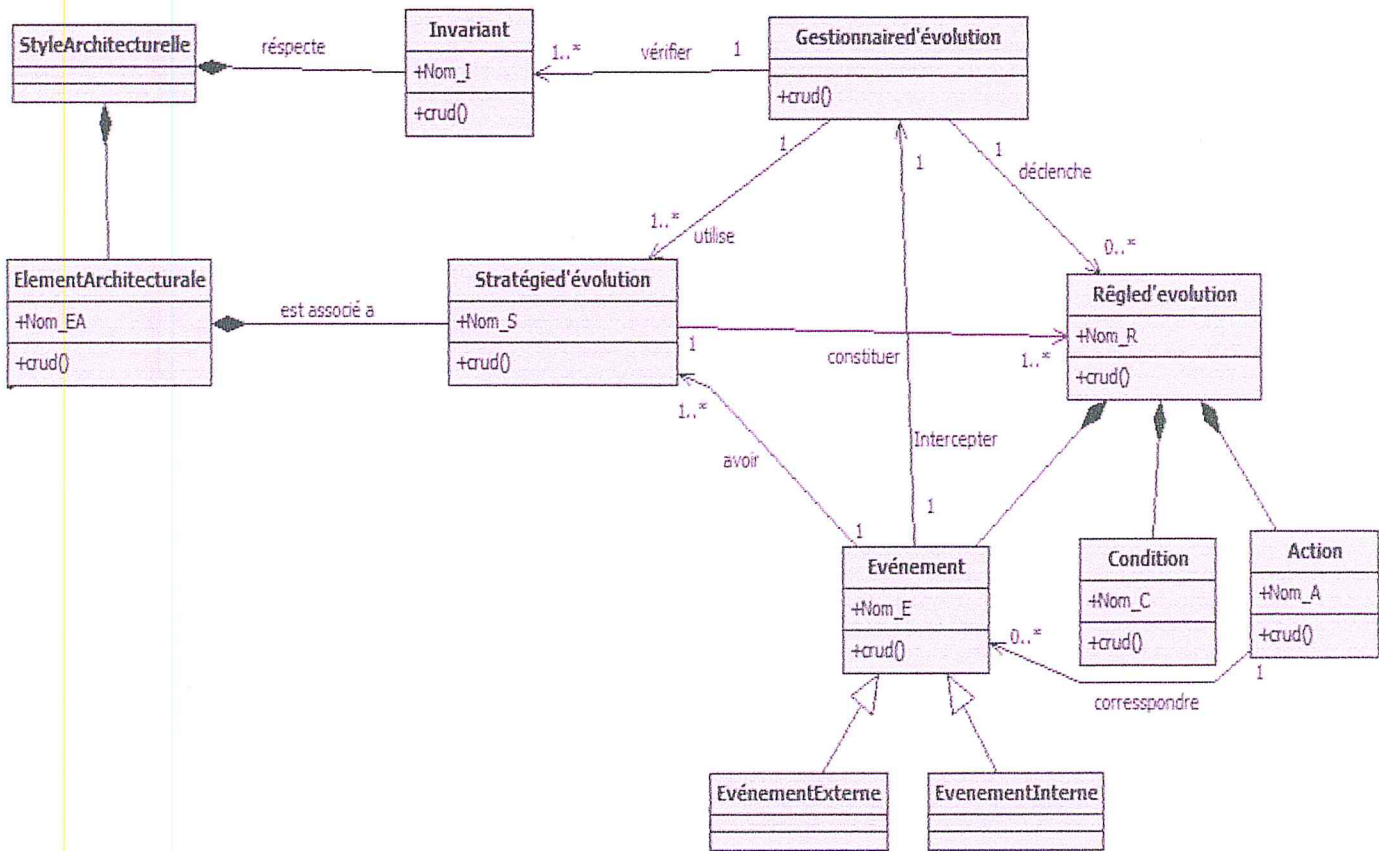 StyleArchitecturelle
réspecte
Invariant
+Nom_I
+crud()
1..*
vérifier
1
Gestionnaired'évolution
+crud()
1
1..*
utilise
1
1
déclenche
0..*
ElementArchitecturale
+Nom_EA
+crud()
est associé a
Stratégied'évolution
+Nom_S
+crud()
1
constituer
1..*
Rêgled'evolution
+Nom_R
+crud()
1..*
avoir
1
Intercepter
1
Evénement
+Nom_E
+crud()
Condition
+Nom_C
+crud()
Action
+Nom_A
+crud()
0..*
1
corresspondre
EvénementExterne
EvenementInterne